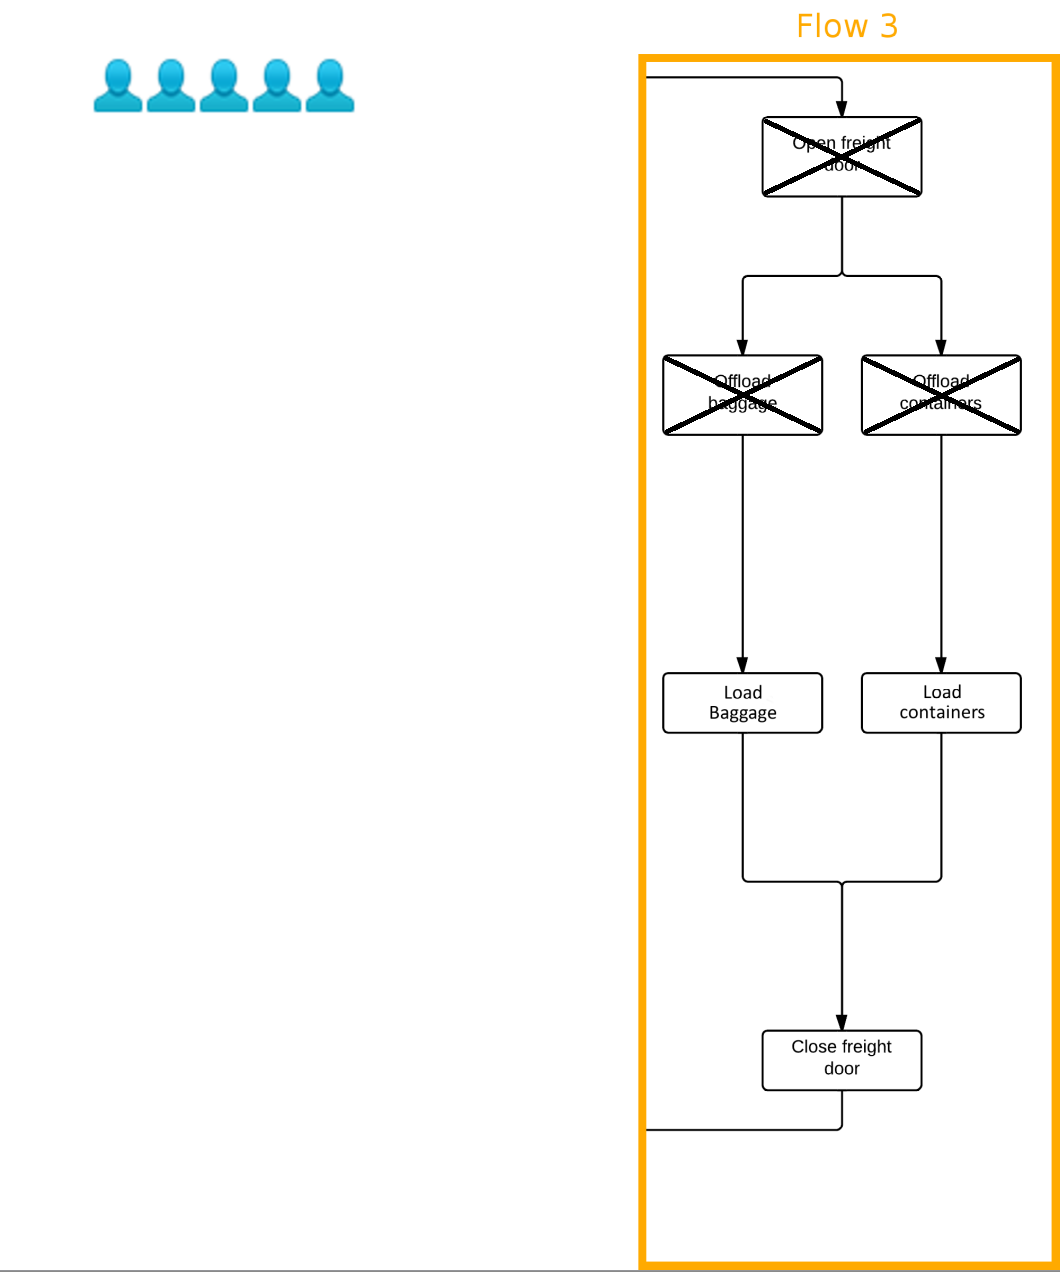 Flow 3
Open freight
door
Offload
baggage
Offload
containers
Load
Baggage
Load
containers
Close freight
door